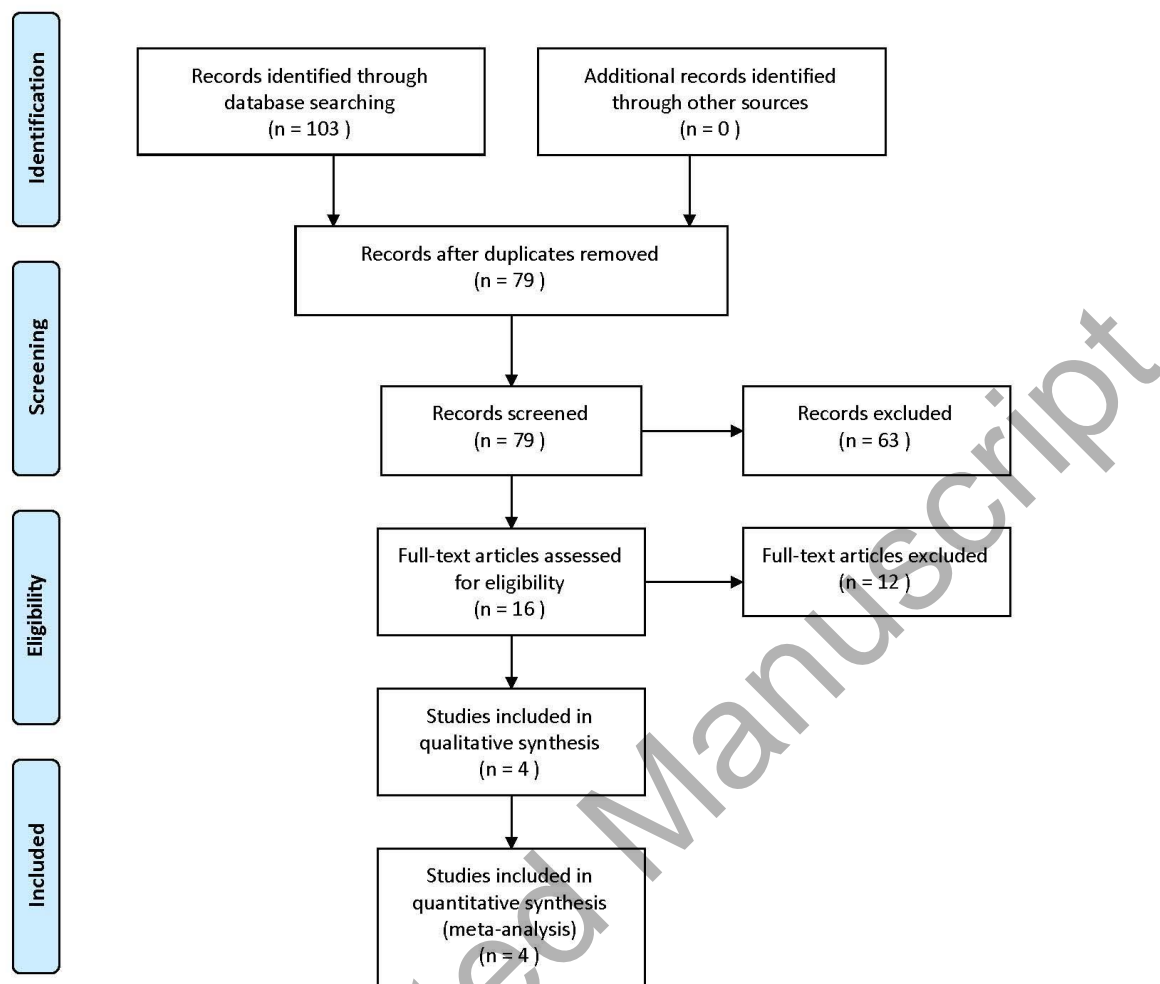 Identification
Records identified through
database searching
(n = 103 )
Additional records identified
through other sources
(n = 0 )
Records after duplicates removed
(n = 79 )
Screening
Records screened
(n = 79 )
Records excluded
(n = 63 )
Eligibility
Full-text articles assessed
for eligibility
(n = 16 )
Full-text articles excluded
(n = 12 )
Studies included in
qualitative synthesis
(n = 4 )
Included
Studies included in
quantitative synthesis
(meta-analysis)
(n = 4 )
Manuscript